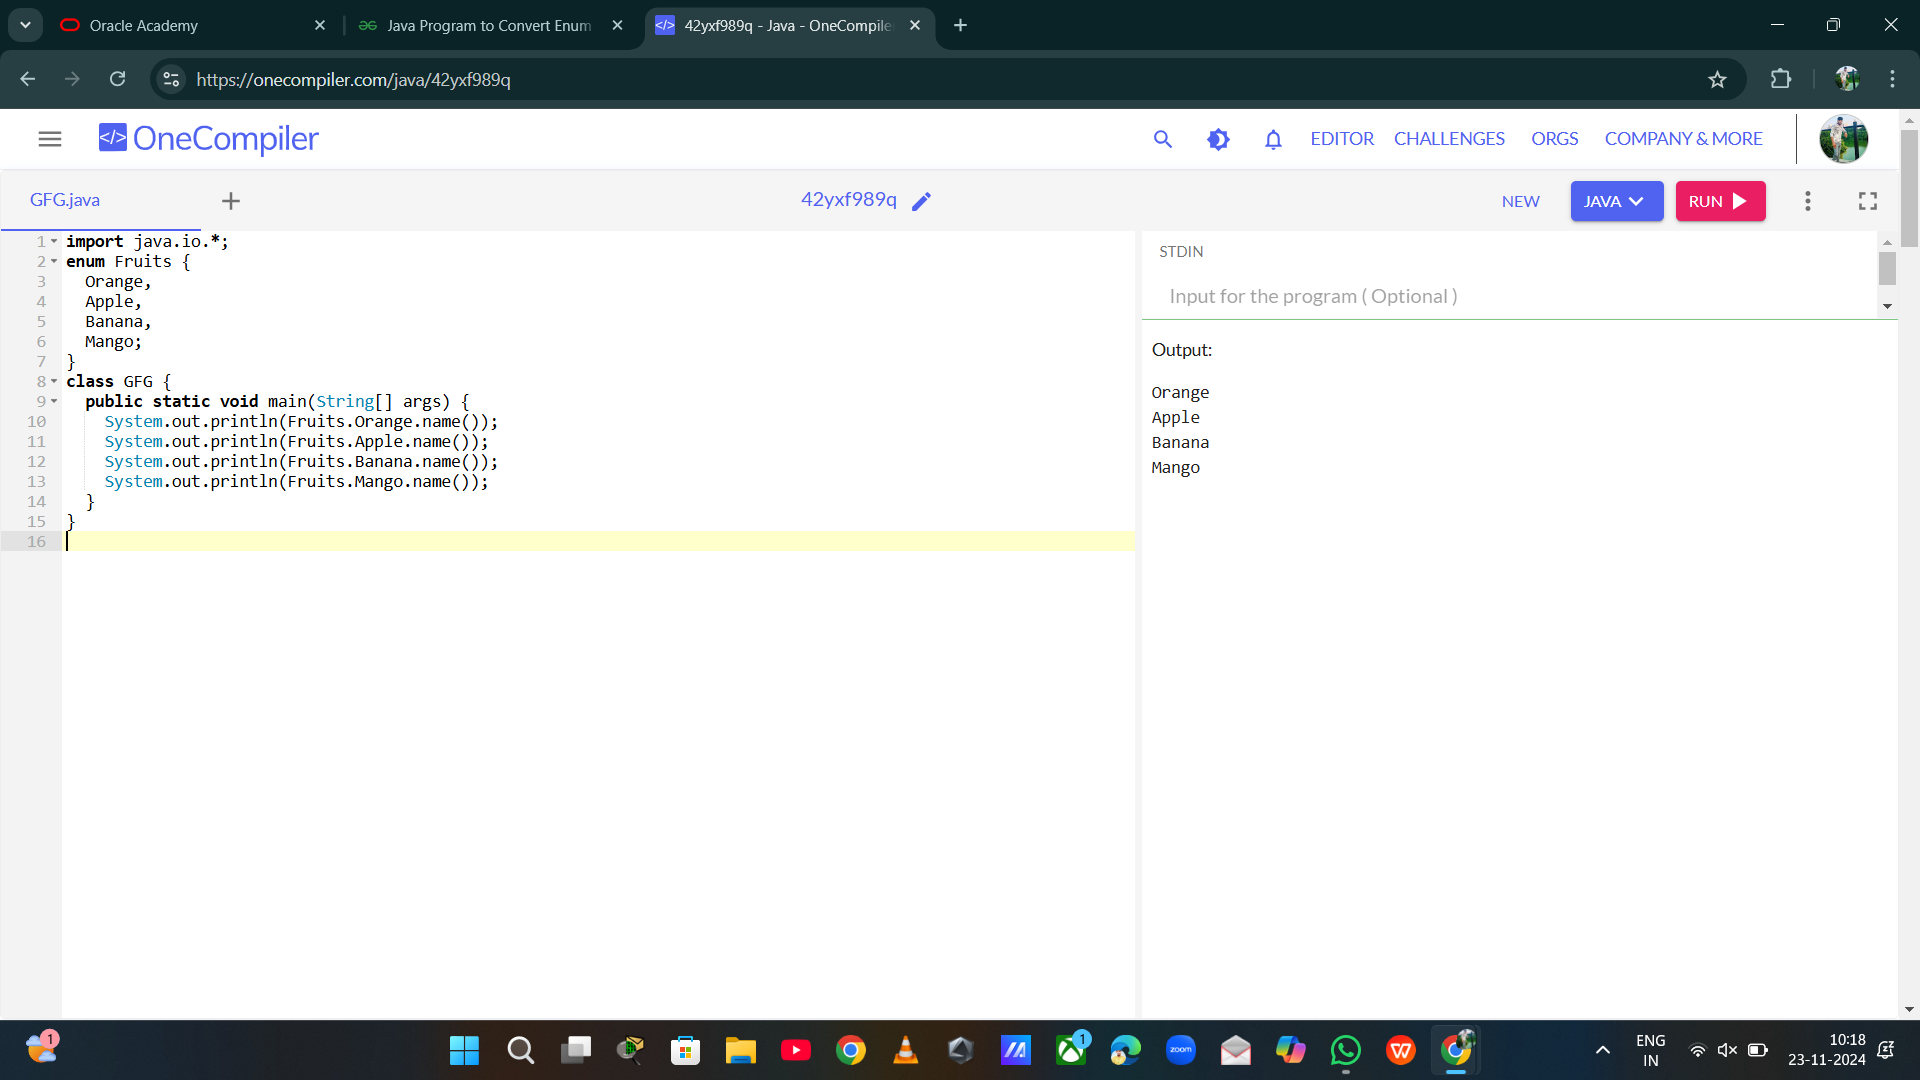 Oracle Academy
Java Program to Convert Enum
42yxf989q - Java - OneCompile
https://onecompiler.com/java/42yxf989q
OneCompiler
EDITOR CHALLENGES ORGS COMPANY & MORE
GFG.java
42yxf989q
NEW
JAVA
RUN
1 import java.io.*;
2 enum Fruits {
3 Orange,
4 Apple,
5 Banana,
6 Mango;
7 }
8 class GFG {
9 public static void main(String[] args) {
10 System.out.println(Fruits.Orange.name());
11 System.out.println(Fruits.Apple.name());
12 System.out.println(Fruits.Banana.name());
13 System.out.println(Fruits.Mango.name());
14 }
15 }
16
STDIN
Input for the program ( Optional )
Output:
Orange
Apple
Banana
Mango
1
1
zoom
ENG
IN
10:18
23-11-2024